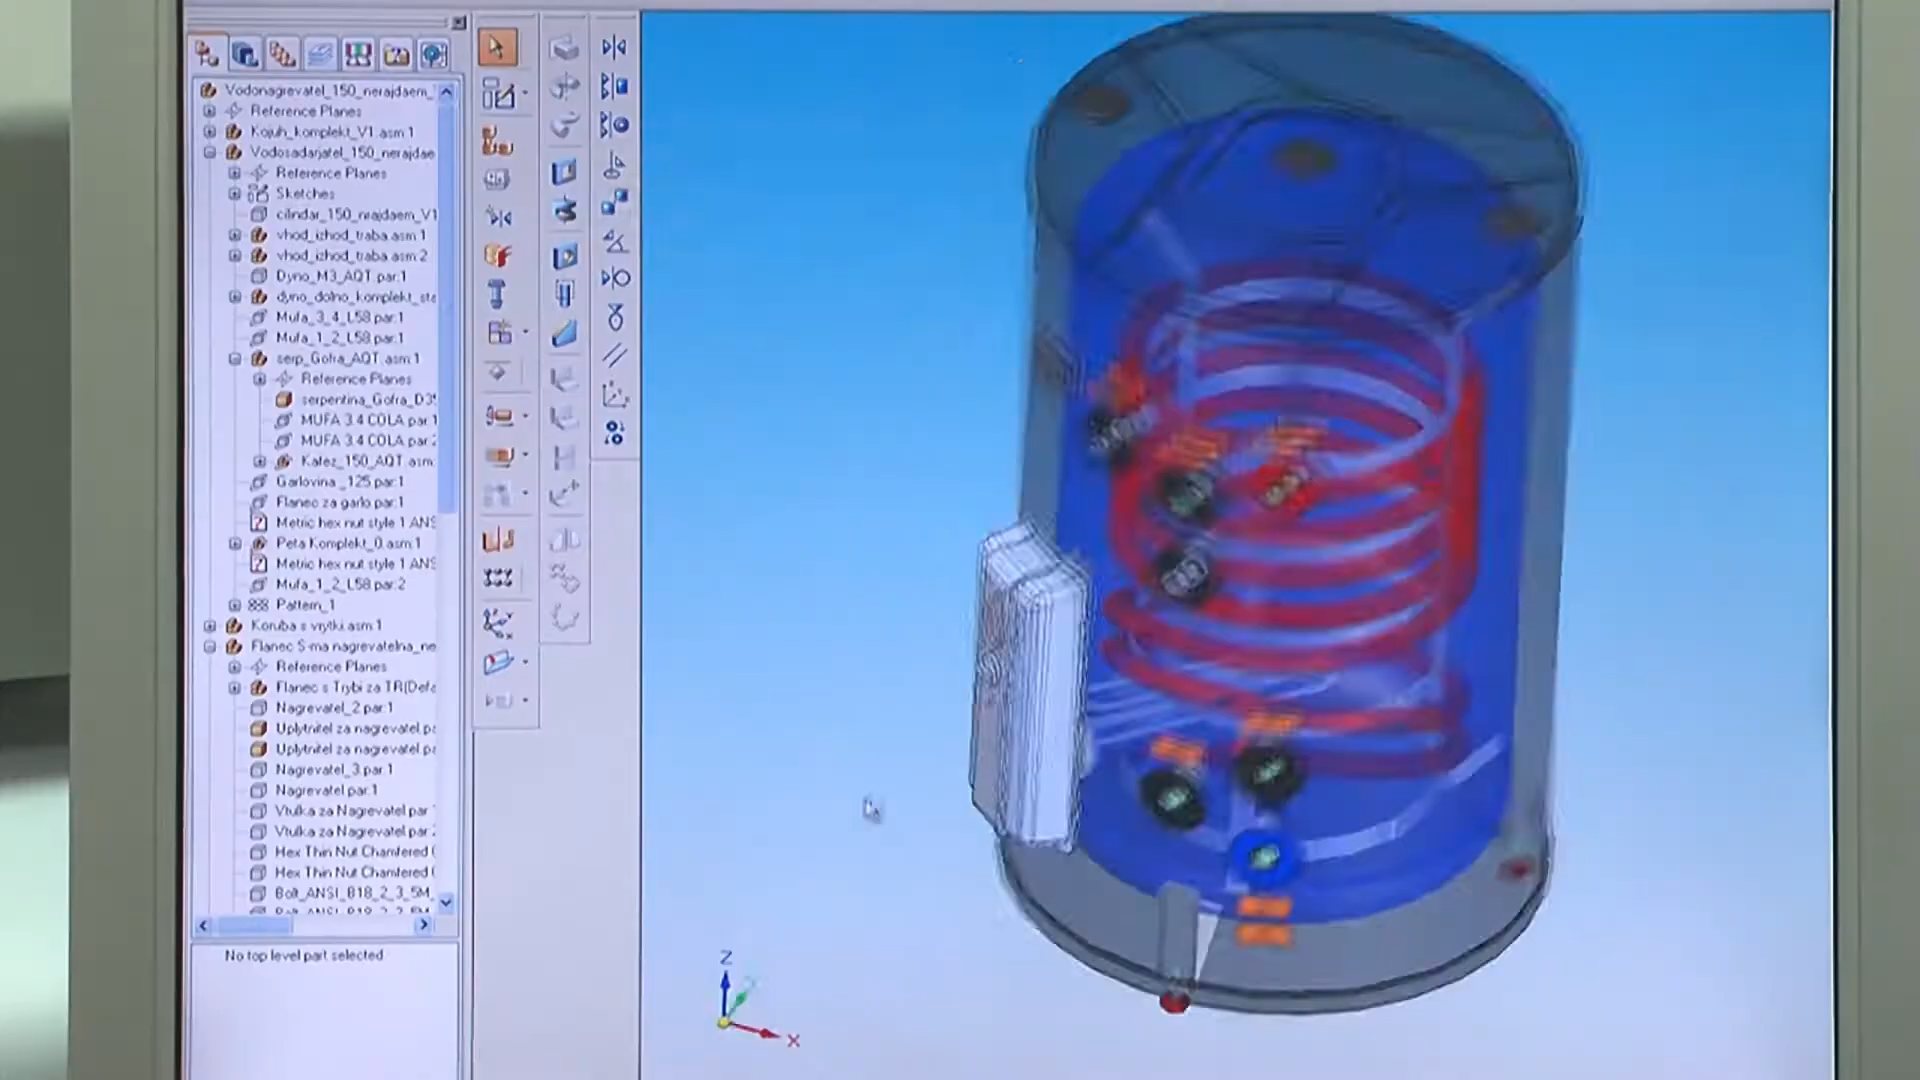 Vodonagrevatel_150_nerajdaem_
Reference Planes
Kojuh_komplekt_V1.asm:1
Vodosadarjatel_150_nerajdae
Reference Planes
Sketches
cilindar_150_nrajdaem_V1
vhod_izhod_traba.asm:1
vhod_izhod_traba.asm:2
Dyno_M3_AQT.par:1
dyno_dolno_komplekt_sta
Mufa_3_4_L58.par:1
Mufa_1_2_L58.par:1
serp_Gofra_AQT.asm:1
Reference Planes
serpentina_Gofra_D3
MUFA 3.4 COLA.par:1
MUFA 3.4 COLA.par:2
Kafez_150_AQT.asm
Garlovina_125.par:1
Flanec za garlo.par:1
Metric hex nut style 1 ANS
Peta Komplekt_0.asm:1
Metric hex nut style 1 ANS
Mufa_1_2_L58.par:2
Pattern_1
Koruba s vrytki.asm:1
Flanec S-ma nagrevatelna_ne
Reference Planes
Flanec s Trybi za TR(Defa
Nagrevatel_2.par:1
Uplytnitel za nagrevatel.pa
Uplytnitel za nagrevatel.pa
Nagrevatel_3.par:1
Nagrevatel.par:1
Vtulka za Nagrevatel.par
Vtulka za Nagrevatel.par
Hex Thin Nut Chamfered (
Hex Thin Nut Chamfered (
Bolt_ANSI_B18_2_3_5M_
No top level part selected
Z
X